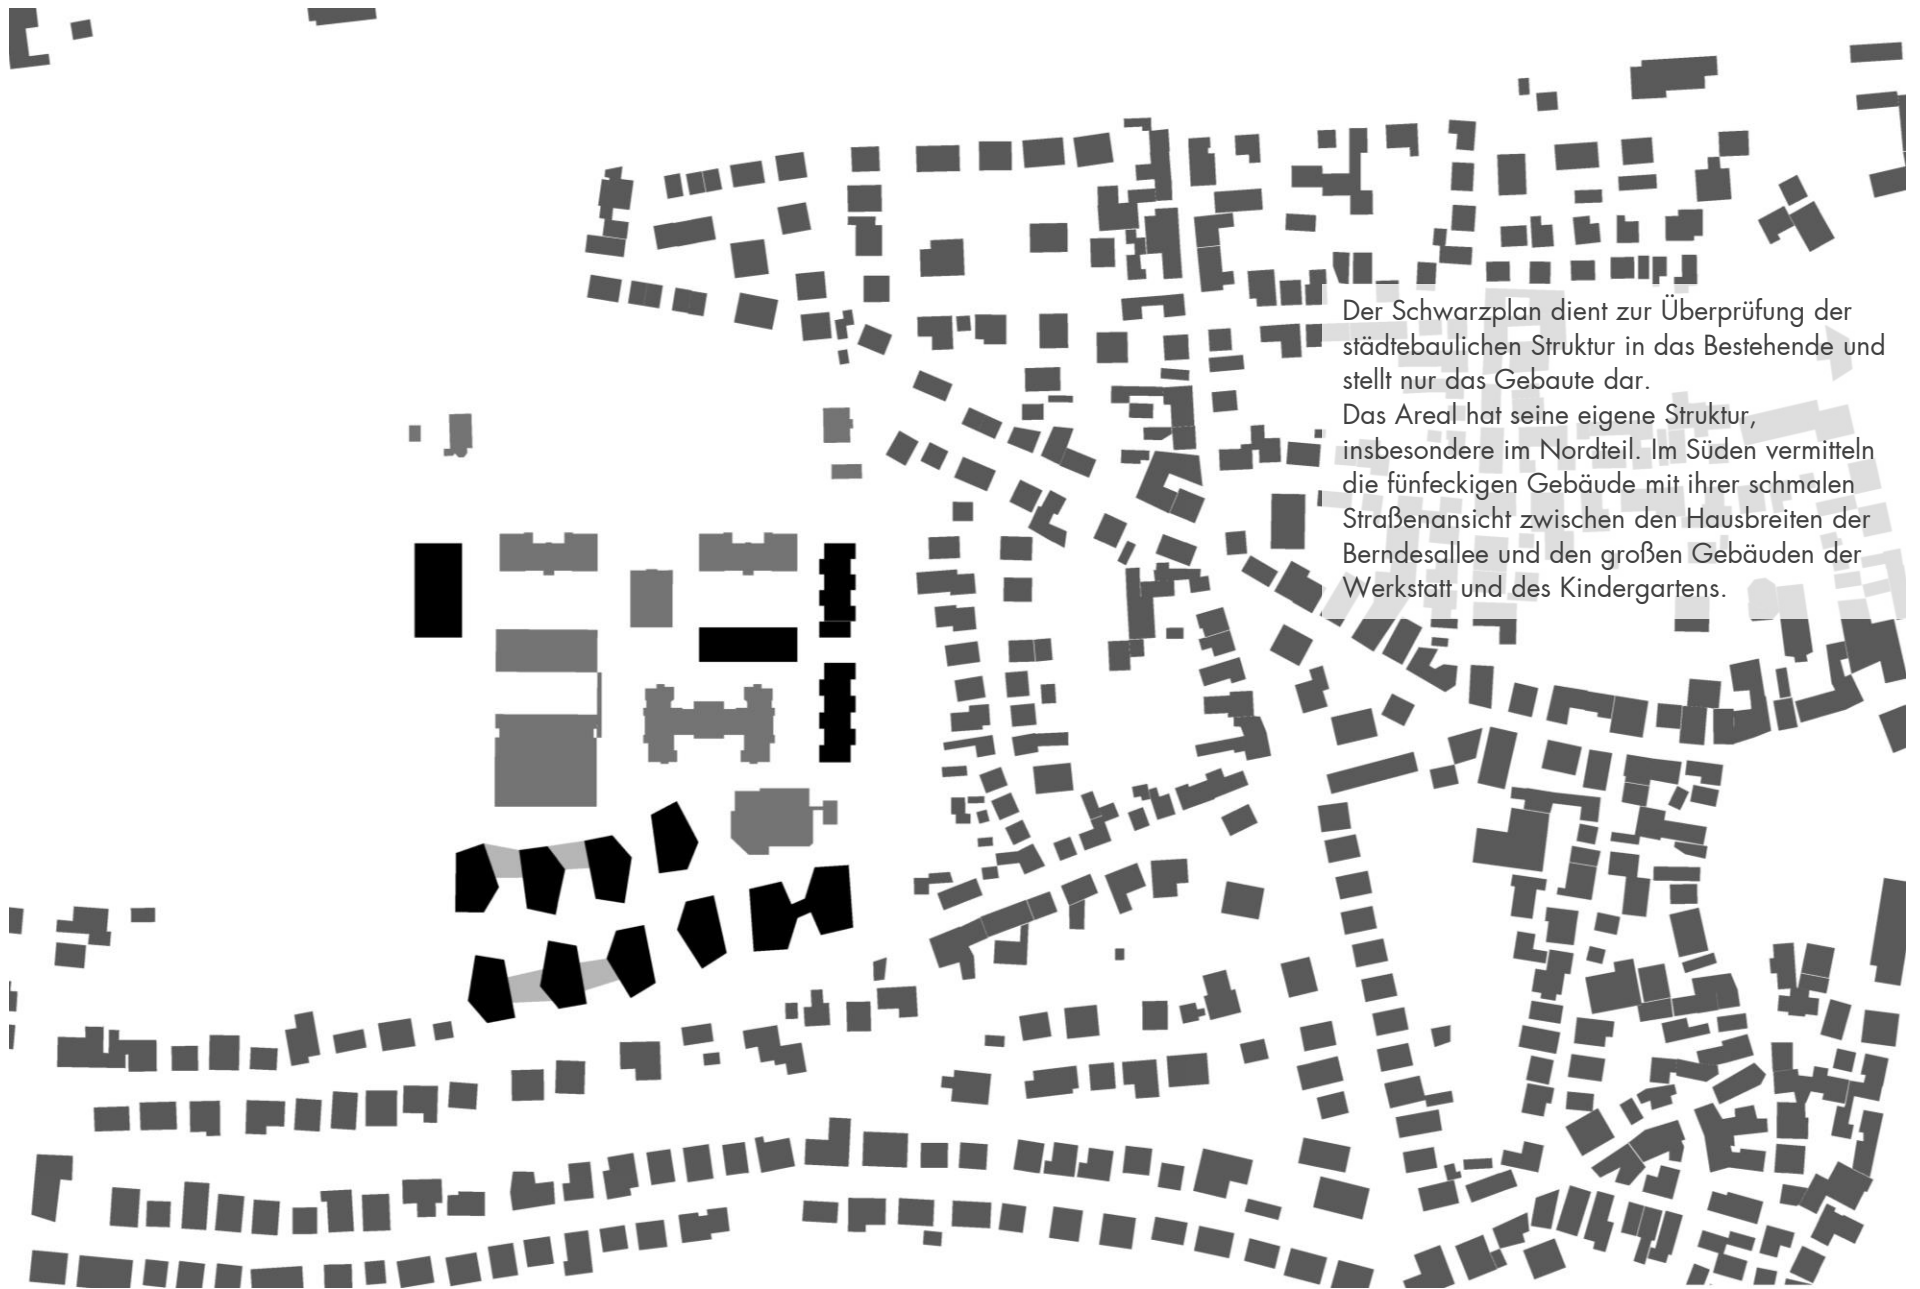 Der Schwarzplan dient zur Überprüfung der
städtebaulichen Struktur in das Bestehende und
stellt nur das Gebaute dar.
Das Areal hat seine eigene Struktur,
insbesondere im Nordteil. Im Süden vermitteln
die fünfeckigen Gebäude mit ihrer schmalen
Straßenansicht zwischen den Hausbreiten der
Berndesallee und den großen Gebäuden der
Werkstatt und des Kindergartens.